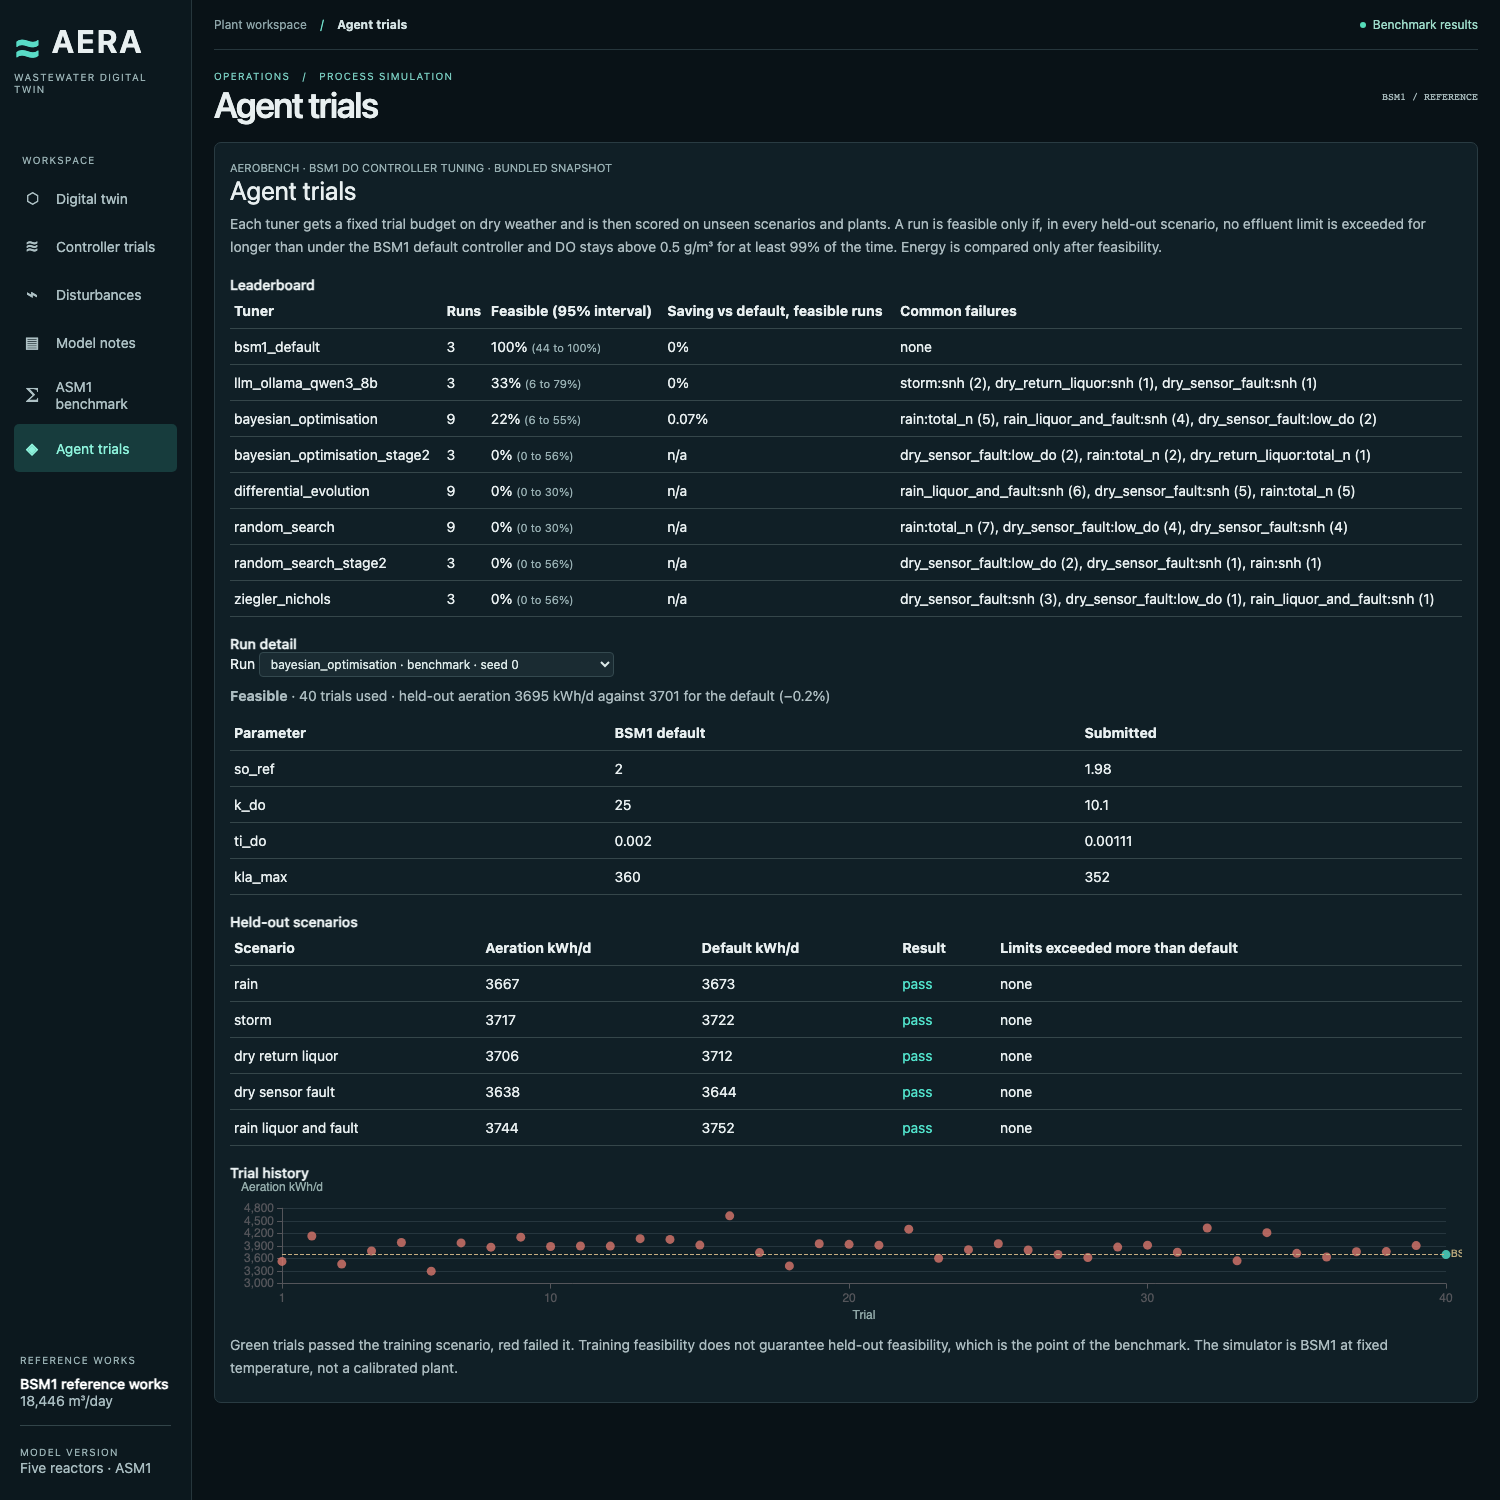 AERA
WASTEWATER DIGITAL
TWIN
WORKSPACE
Digital twin
Controller trials
Disturbances
Model notes
ASM1
benchmark
Agent trials
REFERENCE WORKS
BSM1 reference works
18,446 m³/day
MODEL VERSION
Five reactors · ASM1
Plant workspace / Agent trials
Benchmark results
OPERATIONS / PROCESS SIMULATION
Agent trials
BSM1 / REFERENCE
AEROBENCH · BSM1 DO CONTROLLER TUNING · BUNDLED SNAPSHOT
Agent trials
Each tuner gets a fixed trial budget on dry weather and is then scored on unseen scenarios and plants. A run is feasible only if, in every held-out scenario, no effluent limit is exceeded for
longer than under the BSM1 default controller and DO stays above 0.5 g/m³ for at least 99% of the time. Energy is compared only after feasibility.
Leaderboard
Tuner Runs Feasible (95% interval) Saving vs default, feasible runs Common failures
bsm1_default 3 100% (44 to 100%) 0% none
llm_ollama_qwen3_8b 3 33% (6 to 79%) 0% storm:snh (2), dry_return_liquor:snh (1), dry_sensor_fault:snh (1)
bayesian_optimisation 9 22% (6 to 55%) 0.07% rain:total_n (5), rain_liquor_and_fault:snh (4), dry_sensor_fault:low_do (2)
bayesian_optimisation_stage2 3 0% (0 to 56%) n/a dry_sensor_fault:low_do (2), rain:total_n (2), dry_return_liquor:total_n (1)
differential_evolution 9 0% (0 to 30%) n/a rain_liquor_and_fault:snh (6), dry_sensor_fault:snh (5), rain:total_n (5)
random_search 9 0% (0 to 30%) n/a rain:total_n (7), dry_sensor_fault:low_do (4), dry_sensor_fault:snh (4)
random_search_stage2 3 0% (0 to 56%) n/a dry_sensor_fault:low_do (2), dry_sensor_fault:snh (1), rain:snh (1)
ziegler_nichols 3 0% (0 to 56%) n/a dry_sensor_fault:snh (3), dry_sensor_fault:low_do (1), rain_liquor_and_fault:snh (1)
Run detail
Run bayesian_optimisation · benchmark · seed 0
Feasible · 40 trials used · held-out aeration 3695 kWh/d against 3701 for the default (−0.2%)
Parameter BSM1 default Submitted
so_ref 2 1.98
k_do 25 10.1
ti_do 0.002 0.00111
kla_max 360 352
Held-out scenarios
Scenario Aeration kWh/d Default kWh/d Result Limits exceeded more than default
rain 3667 3673 pass none
storm 3717 3722 pass none
dry return liquor 3706 3712 pass none
dry sensor fault 3638 3644 pass none
rain liquor and fault 3744 3752 pass none
Trial history
Aeration kWh/d
4,800
4,500
4,200
3,900
3,600
3,300
3,000
BS
1 10 20 30 40
Trial
Green trials passed the training scenario, red failed it. Training feasibility does not guarantee held-out feasibility, which is the point of the benchmark. The simulator is BSM1 at fixed
temperature, not a calibrated plant.